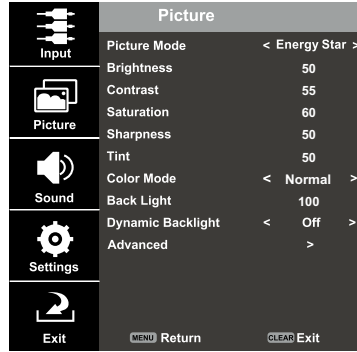 Picture
Input
Picture
Sound
Settings
Exit
Picture Mode < Energy Star >
Brightness 50
Contrast 55
Saturation 60
Sharpness 50
Tint 50
Color Mode < Normal >
Back Light 100
Dynamic Backlight < Off >
Advanced >
MENU Return CLEAR Exit